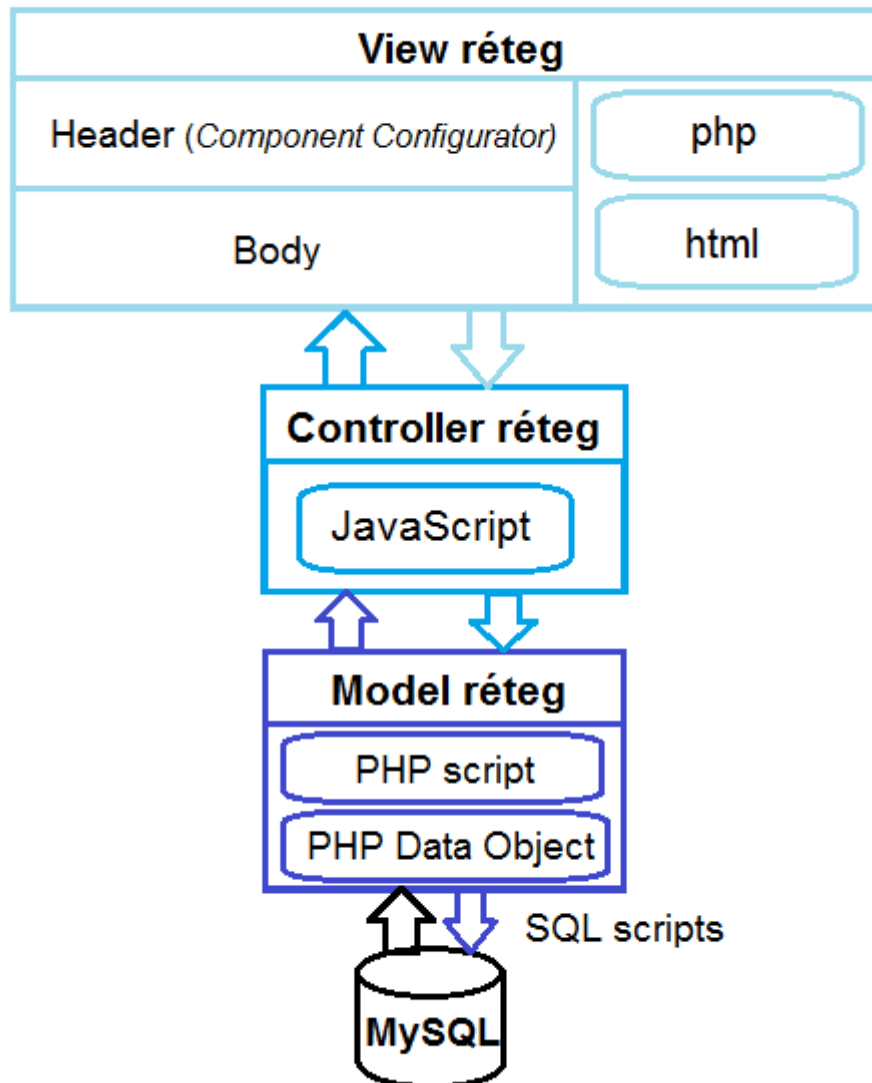 View réteg
Header (Component Configurator)
php
Body
html
Controller réteg
JavaScript
Model réteg
PHP script
PHP Data Object
SQL scripts
MySQL